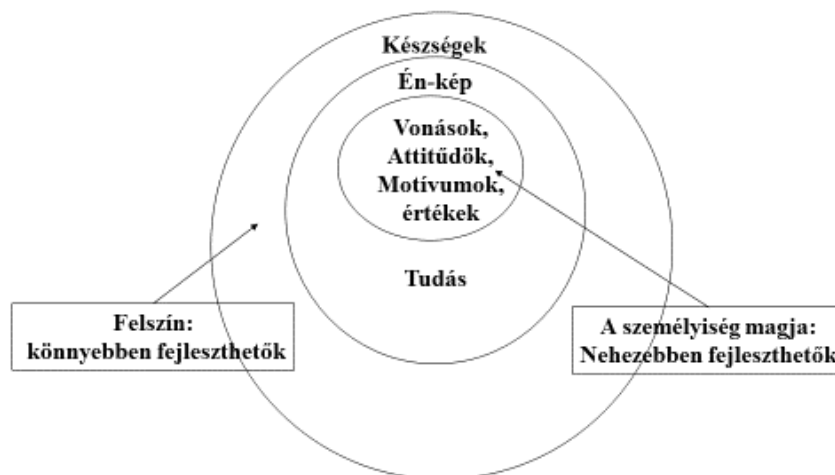 Készségek
Én-kép
Vonások,
Attitűdök,
Motívumok,
értékek
Tudás
Felszín:
könnyebben fejleszthetők
A személyiség magja:
Nehezebben fejleszthetők